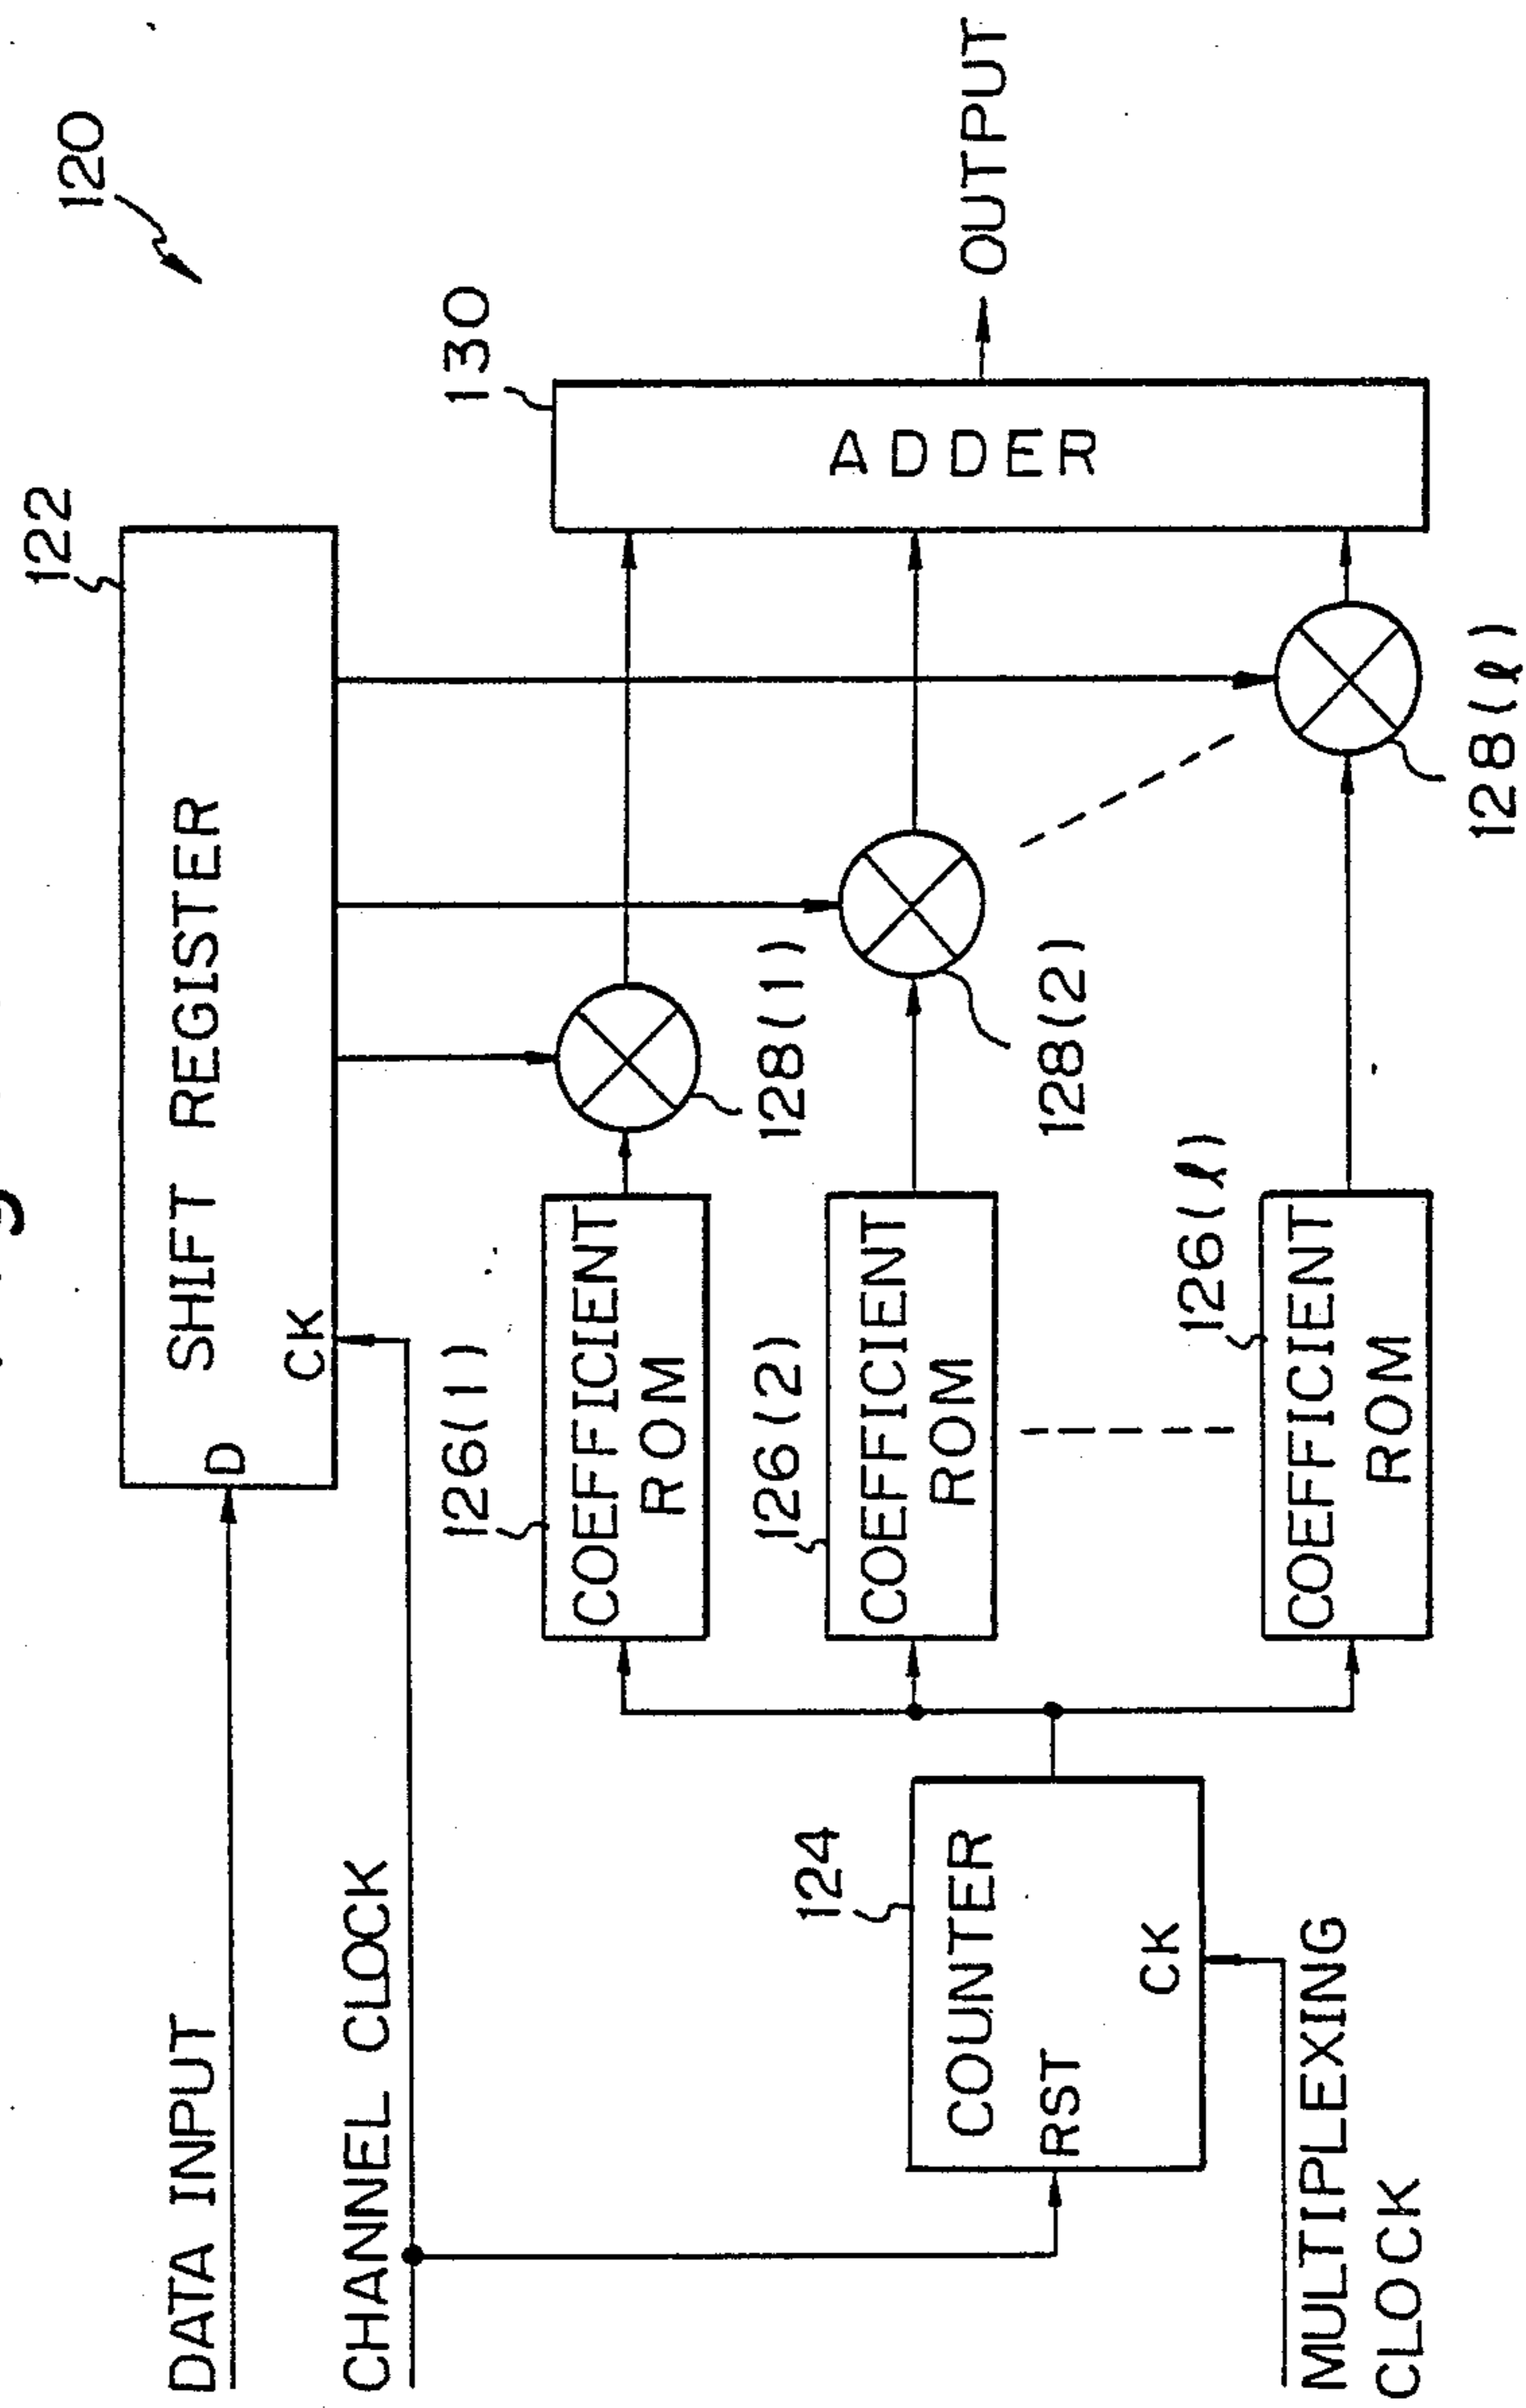 120
122
SHIFT REGISTER
D
CK
DATA INPUT
CHANNEL CLOCK
130
ADDER
OUTPUT
126(1)
COEFFICIENT
ROM
128(1)
126(2)
COEFFICIENT
ROM
128(2)
126(ℓ)
COEFFICIENT
ROM
128(ℓ)
124
COUNTER
RST
CK
MULTIPLEXING
CLOCK